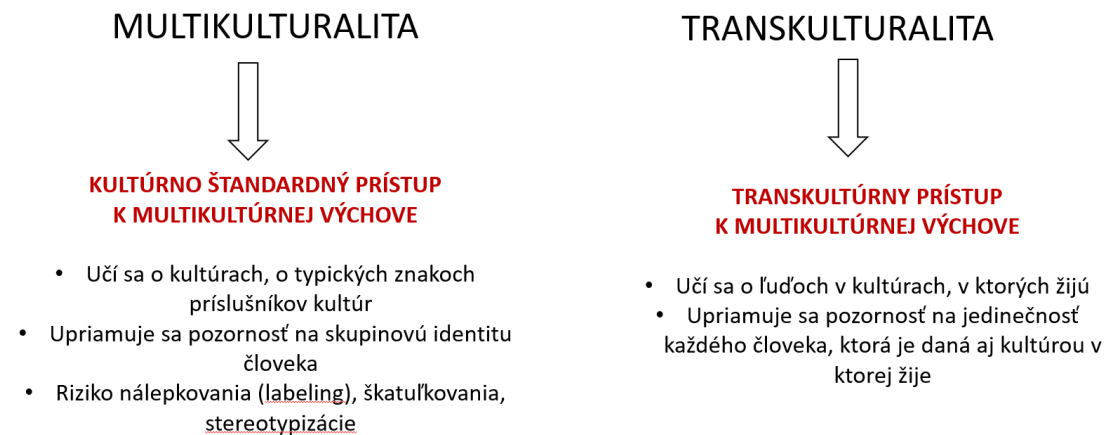 MULTIKULTURALITA
KULTÚRNO ŠTANDARDNÝ PRÍSTUP
K MULTIKULTÚRNEJ VÝCHOVE
• Učí sa o kultúrach, o typických znakoch
príslušníkov kultúr
• Upriamuje sa pozornosť na skupinovú identitu
človeka
• Riziko nálepkovania (labeling), škatuľkovania,
stereotypizácie
TRANSKULTURALITA
TRANSKULTÚRNY PRÍSTUP
K MULTIKULTÚRNEJ VÝCHOVE
• Učí sa o ľuďoch v kultúrach, v ktorých žijú
• Upriamuje sa pozornosť na jedinečnosť
každého človeka, ktorá je daná aj kultúrou v
ktorej žije